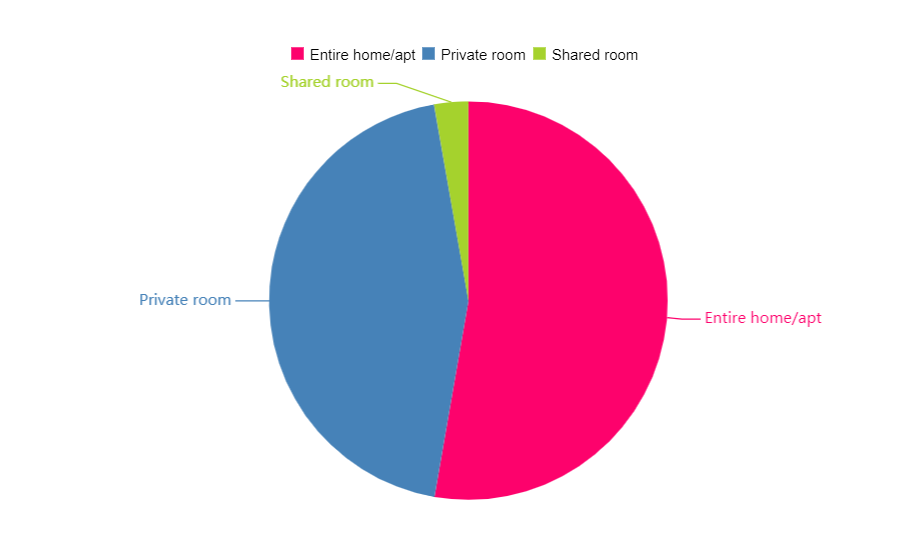 Entire home/apt Private room Shared room
Shared room
Private room
Entire home/apt